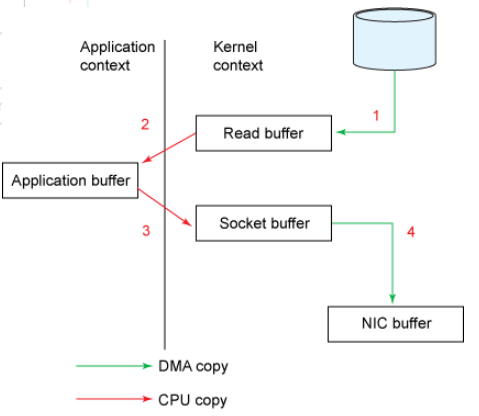 Application
context
Kernel
context
1
2
Read buffer
Application buffer
3
Socket buffer
4
NIC buffer
DMA copy
CPU copy